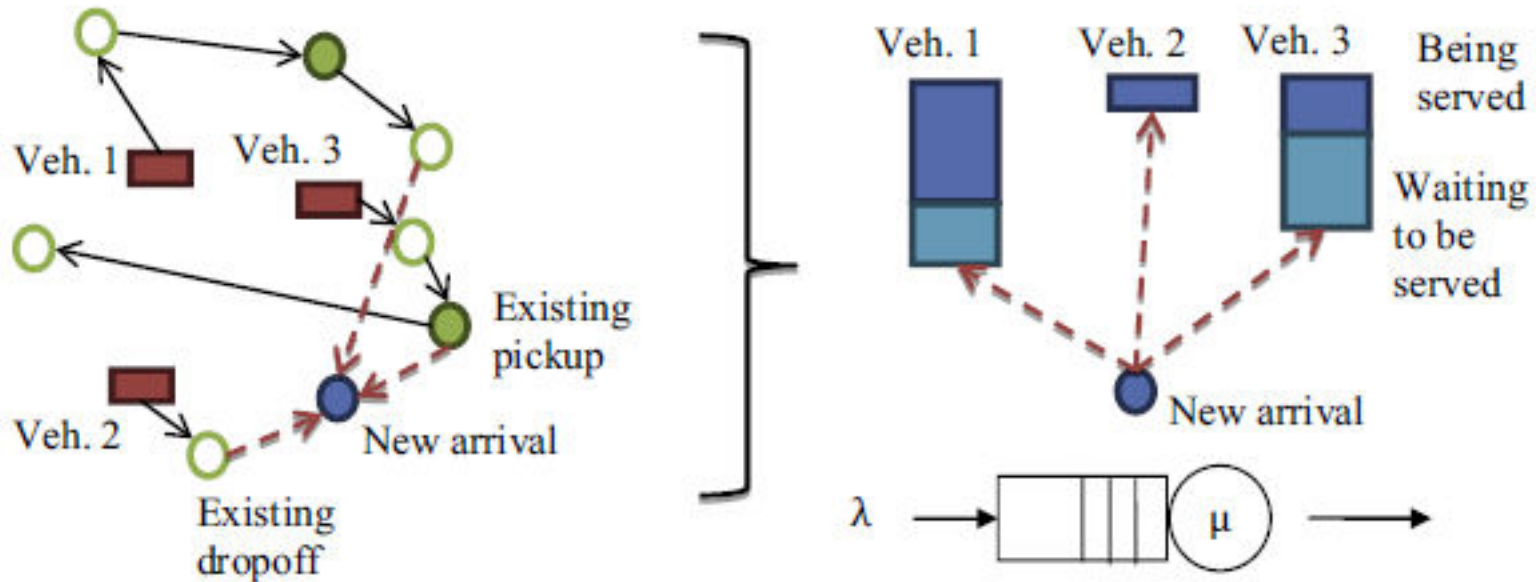 Veh. 1
Veh. 3
Existing
pickup
Veh. 2
New arrival
Existing
dropoff
Veh. 1
Veh. 2
Veh. 3
Being
served
Waiting
to be
served
New arrival
λ
μ